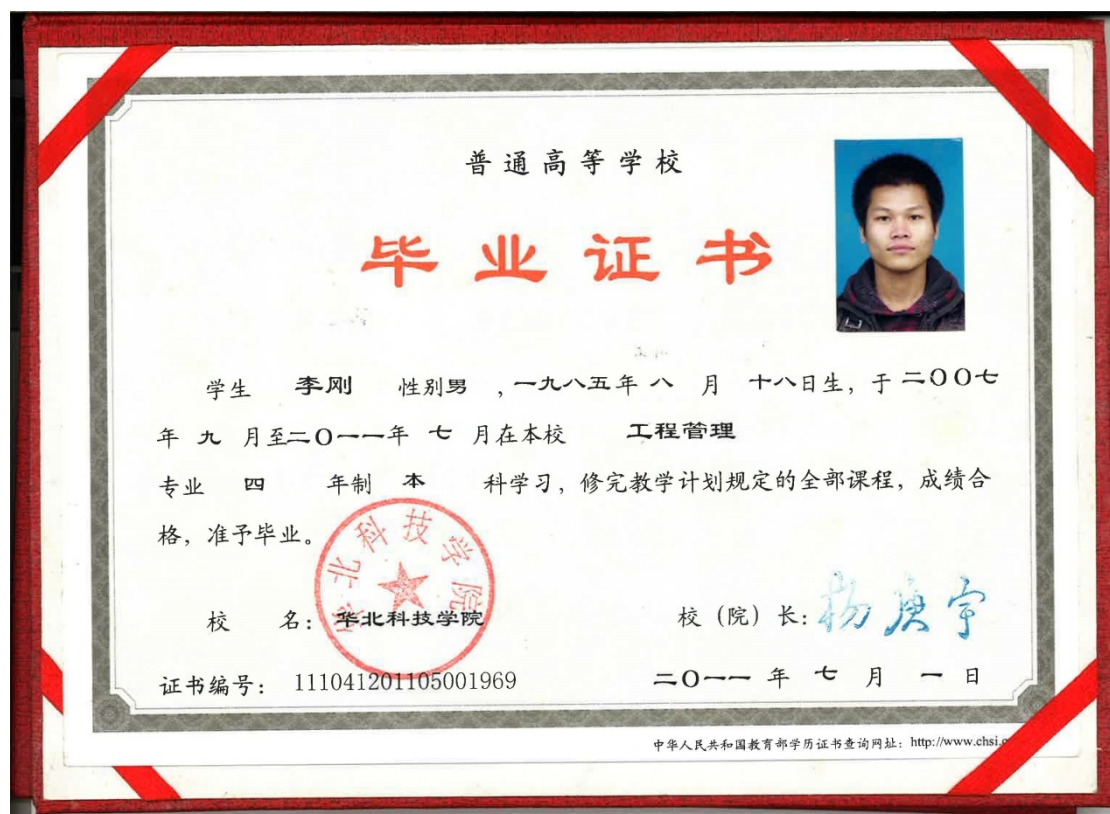 普通高等学校
毕业证书
学生 李刚 性别男 ，一九八五年 八 月 十八日生，于 二〇〇七
年 九 月至二〇一一年 七 月在本校 工程管理
专业 四 年制 本 科学习，修完教学计划规定的全部课程，成绩合
格，准予毕业。
华北科技学院
校 名：华北科技学院 校（院）长：杨庚宇
证书编号： 111041201105001969 二〇一一 年 七 月 一 日
中华人民共和国教育部学历证书查询网址：http://www.chsi.